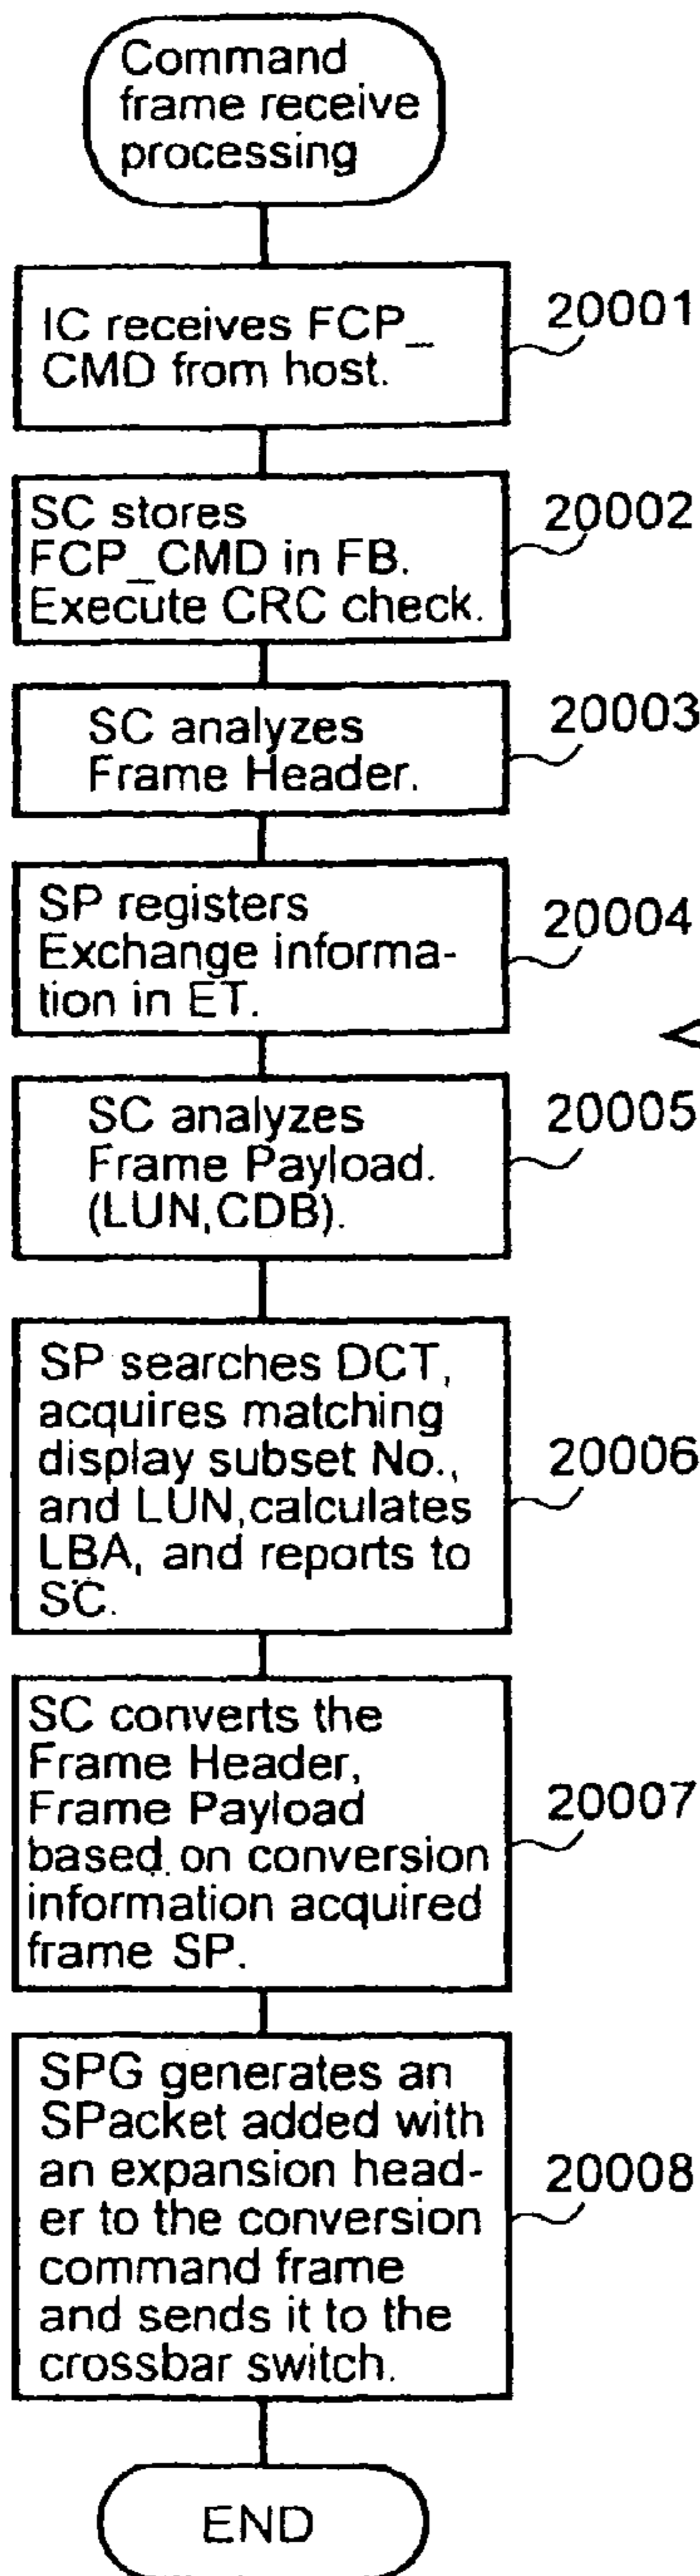 Command
frame receive
processing
IC receives FCP_
CMD from host.
20001
SC stores
FCP_CMD in FB.
Execute CRC check.
20002
SC analyzes
Frame Header.
20003
SP registers
Exchange informa-
tion in ET.
20004
SC analyzes
Frame Payload.
(LUN,CDB).
20005
SP searches DCT,
acquires matching
display subset No.,
and LUN,calculates
LBA, and reports to
SC.
20006
SC converts the
Frame Header,
Frame Payload
based on conversion
information acquired
frame SP.
20007
SPG generates an
SPacket added with
an expansion head-
er to the conversion
command frame
and sends it to the
crossbar switch.
20008
END